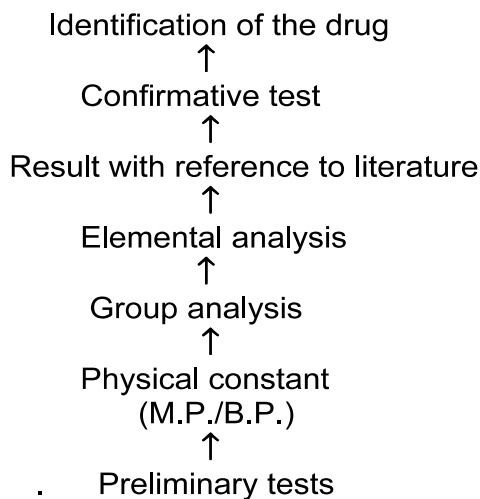 Identification of the drug
↑
Confirmative test
↑
Result with reference to literature
↑
Elemental analysis
↑
Group analysis
↑
Physical constant
(M.P./B.P.)
↑
. Preliminary tests